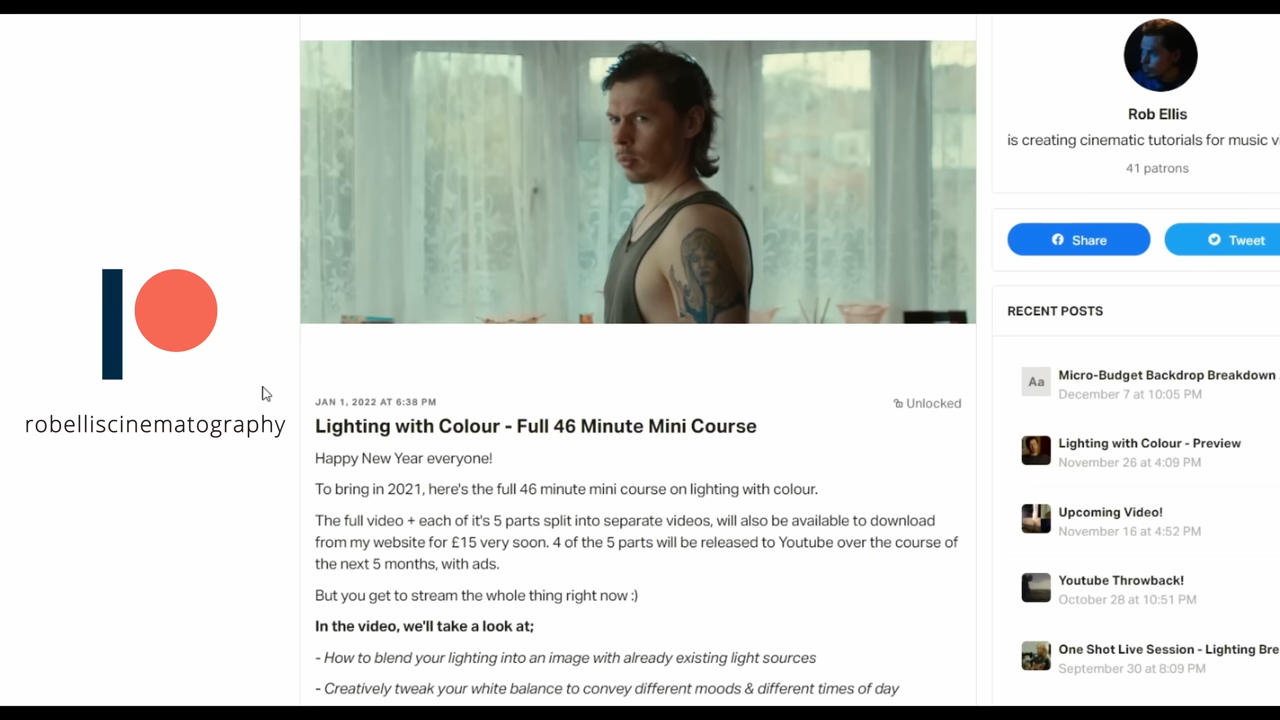 robelliscinematography
JAN 1, 2022 AT 6:38 PM
Unlocked
Lighting with Colour - Full 46 Minute Mini Course
Happy New Year everyone!
To bring in 2021, here's the full 46 minute mini course on lighting with colour.
The full video + each of it's 5 parts split into separate videos, will also be available to download
from my website for £15 very soon. 4 of the 5 parts will be released to Youtube over the course of
the next 5 months, with ads.
But you get to stream the whole thing right now :)
In the video, we'll take a look at;
- How to blend your lighting into an image with already existing light sources
- Creatively tweak your white balance to convey different moods & different times of day
Rob Ellis
is creating cinematic tutorials for music v
41 patrons
Share
Tweet
RECENT POSTS
Aa
Micro-Budget Backdrop Breakdown
December 7 at 10:05 PM
Lighting with Colour - Preview
November 26 at 4:09 PM
Upcoming Video!
November 16 at 4:52 PM
Youtube Throwback!
October 28 at 10:51 PM
One Shot Live Session - Lighting Bre
September 30 at 8:09 PM